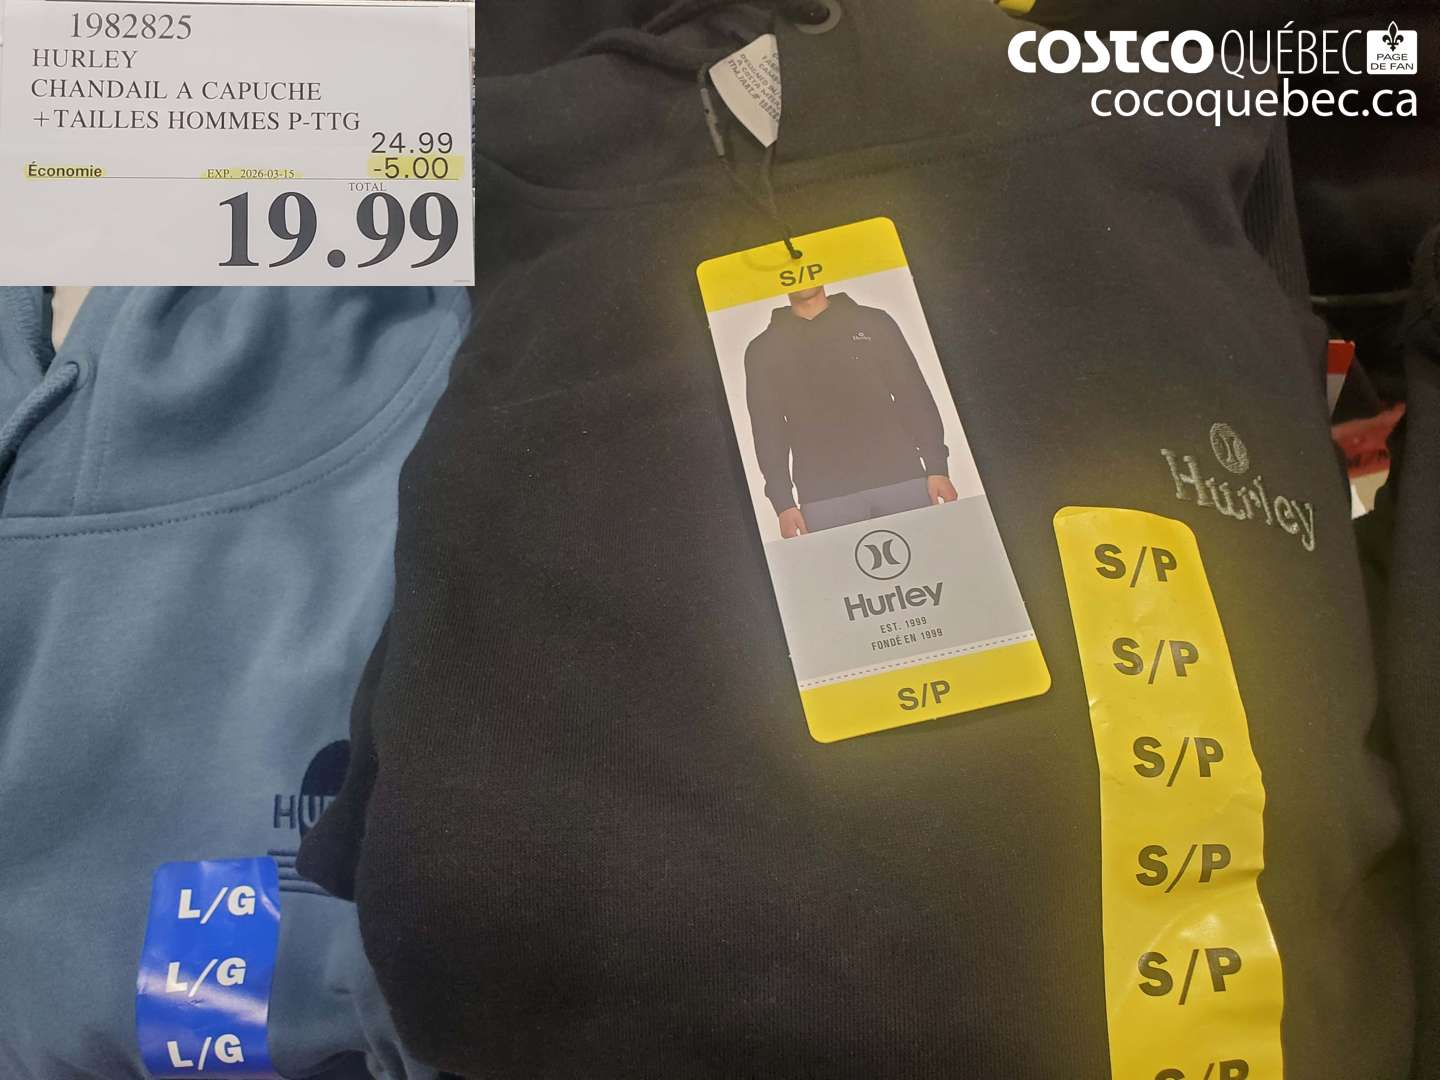 1982825
HURLEY
CHANDAIL A CAPUCHE
+TAILLES HOMMES P-TTG
24.99
Économie EXP. 2026-03-15 -5.00
TOTAL
19.99
COSTCO QUÉBEC
PAGE
DE FAN
cocoquebec.ca
S/P
Hurley
Hurley
EST. 1999
FONDÉ EN 1999
S/P
Hurley
S/P
S/P
S/P
S/P
S/P
S/P
L/G
L/G
L/G